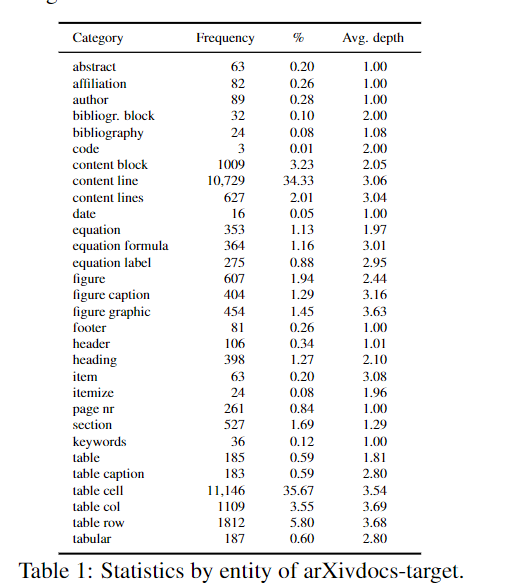 Category Frequency % Avg. depth
abstract 63 0.20 1.00
affiliation 82 0.26 1.00
author 89 0.28 1.00
bibliogr. block 32 0.10 2.00
bibliography 24 0.08 1.08
code 3 0.01 2.00
content block 1009 3.23 2.05
content line 10,729 34.33 3.06
content lines 627 2.01 3.04
date 16 0.05 1.00
equation 353 1.13 1.97
equation formula 364 1.16 3.01
equation label 275 0.88 2.95
figure 607 1.94 2.44
figure caption 404 1.29 3.16
figure graphic 454 1.45 3.63
footer 81 0.26 1.00
header 106 0.34 1.01
heading 398 1.27 2.10
item 63 0.20 3.08
itemize 24 0.08 1.96
page nr 261 0.84 1.00
section 527 1.69 1.29
keywords 36 0.12 1.00
table 185 0.59 1.81
table caption 183 0.59 2.80
table cell 11,146 35.67 3.54
table col 1109 3.55 3.69
table row 1812 5.80 3.68
tabular 187 0.60 2.80
Table 1: Statistics by entity of arXivdocs-target.